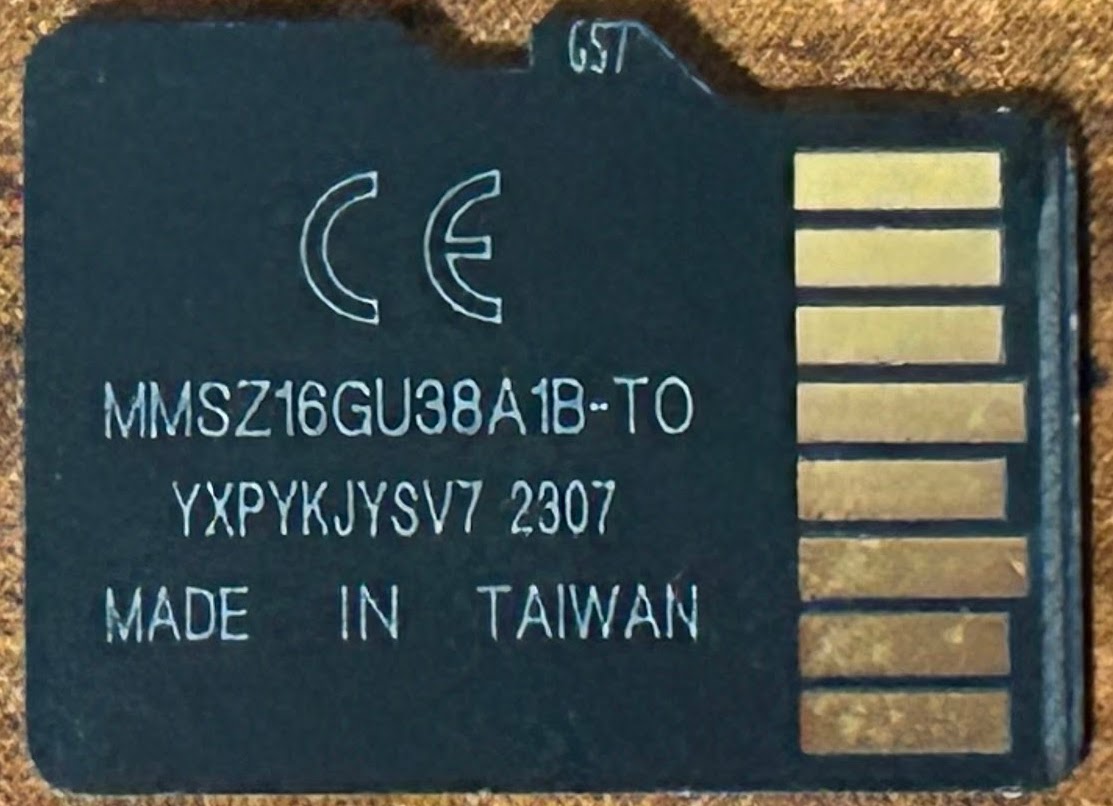 GST
CE
MMSZ16GU38A1B-TO
YXPYKJYSV7 2307
MADE IN TAIWAN